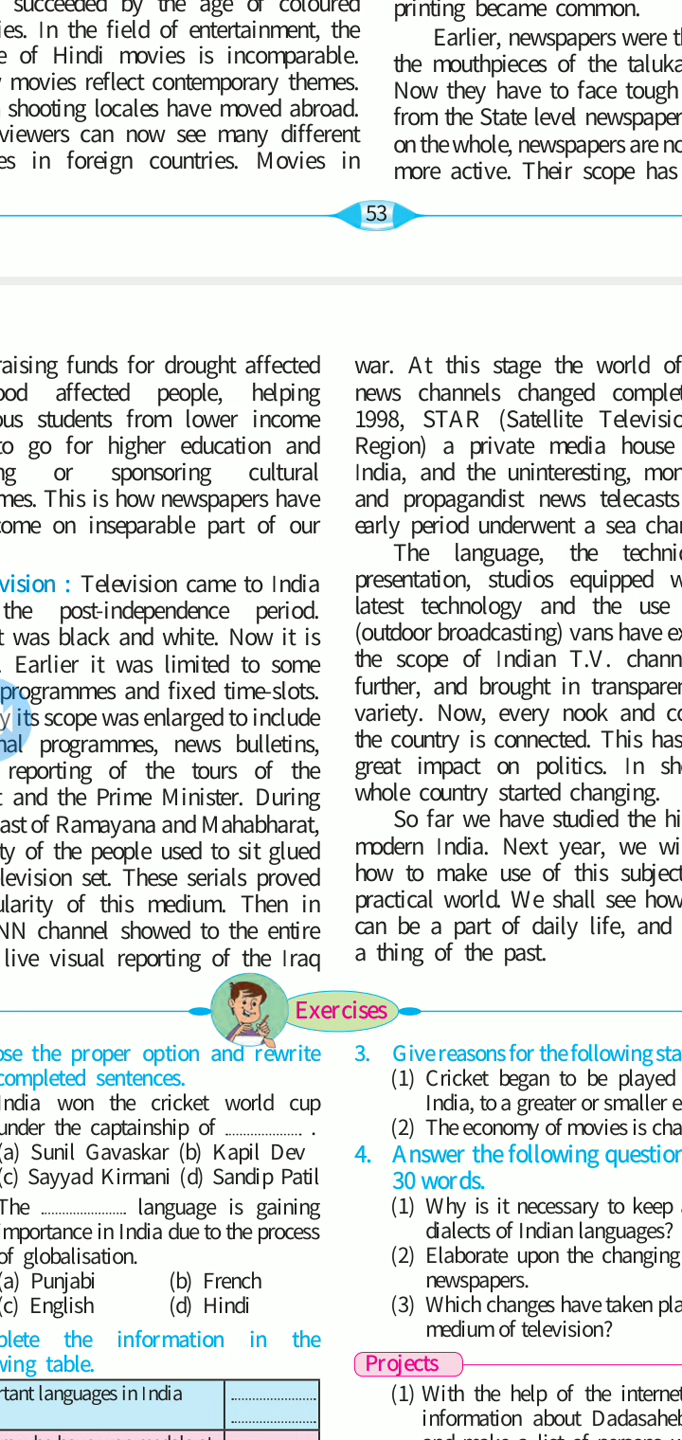 succeeded by the age of coloured
ies. In the field of entertainment, the
e of Hindi movies is incomparable.
movies reflect contemporary themes.
shooting locales have moved abroad.
viewers can now see many different
es in foreign countries. Movies in
printing became common.
Earlier, newspapers were th
the mouthpieces of the taluka
Now they have to face tough
from the State level newspaper
on the whole, newspapers are no
more active. Their scope has
53
raising funds for drought affected
ood affected people, helping
ous students from lower income
to go for higher education and
ng or sponsoring cultural
mes. This is how newspapers have
come on inseparable part of our
vision : Television came to India
the post-independence period.
t was black and white. Now it is
. Earlier it was limited to some
programmes and fixed time-slots.
y its scope was enlarged to include
nal programmes, news bulletins,
reporting of the tours of the
t and the Prime Minister. During
ast of Ramayana and Mahabharat,
ty of the people used to sit glued
levision set. These serials proved
ularity of this medium. Then in
NN channel showed to the entire
live visual reporting of the Iraq
war. At this stage the world of
news channels changed complet
1998, STAR (Satellite Televisio
Region) a private media house
India, and the uninteresting, mon
and propagandist news telecasts
early period underwent a sea chan
The language, the technic
presentation, studios equipped w
latest technology and the use
(outdoor broadcasting) vans have ex
the scope of Indian T.V. chann
further, and brought in transparen
variety. Now, every nook and co
the country is connected. This has
great impact on politics. In sho
whole country started changing.
So far we have studied the hi
modern India. Next year, we wi
how to make use of this subject
practical world. We shall see how
can be a part of daily life, and
a thing of the past.
Exercises
ose the proper option and rewrite
completed sentences.
India won the cricket world cup
under the captainship of ..................... .
(a) Sunil Gavaskar (b) Kapil Dev
(c) Sayyad Kirmani (d) Sandip Patil
The ........................ language is gaining
importance in India due to the process
of globalisation.
(a) Punjabi (b) French
(c) English (d) Hindi
plete the information in the
wing table.
rtant languages in India ........................
........................
3. Give reasons for the following sta
(1) Cricket began to be played
India, to a greater or smaller e
(2) The economy of movies is cha
4. Answer the following question
30 words.
(1) Why is it necessary to keep a
dialects of Indian languages?
(2) Elaborate upon the changing
newspapers.
(3) Which changes have taken pla
medium of television?
Projects
(1) With the help of the internet
information about Dadasaheb